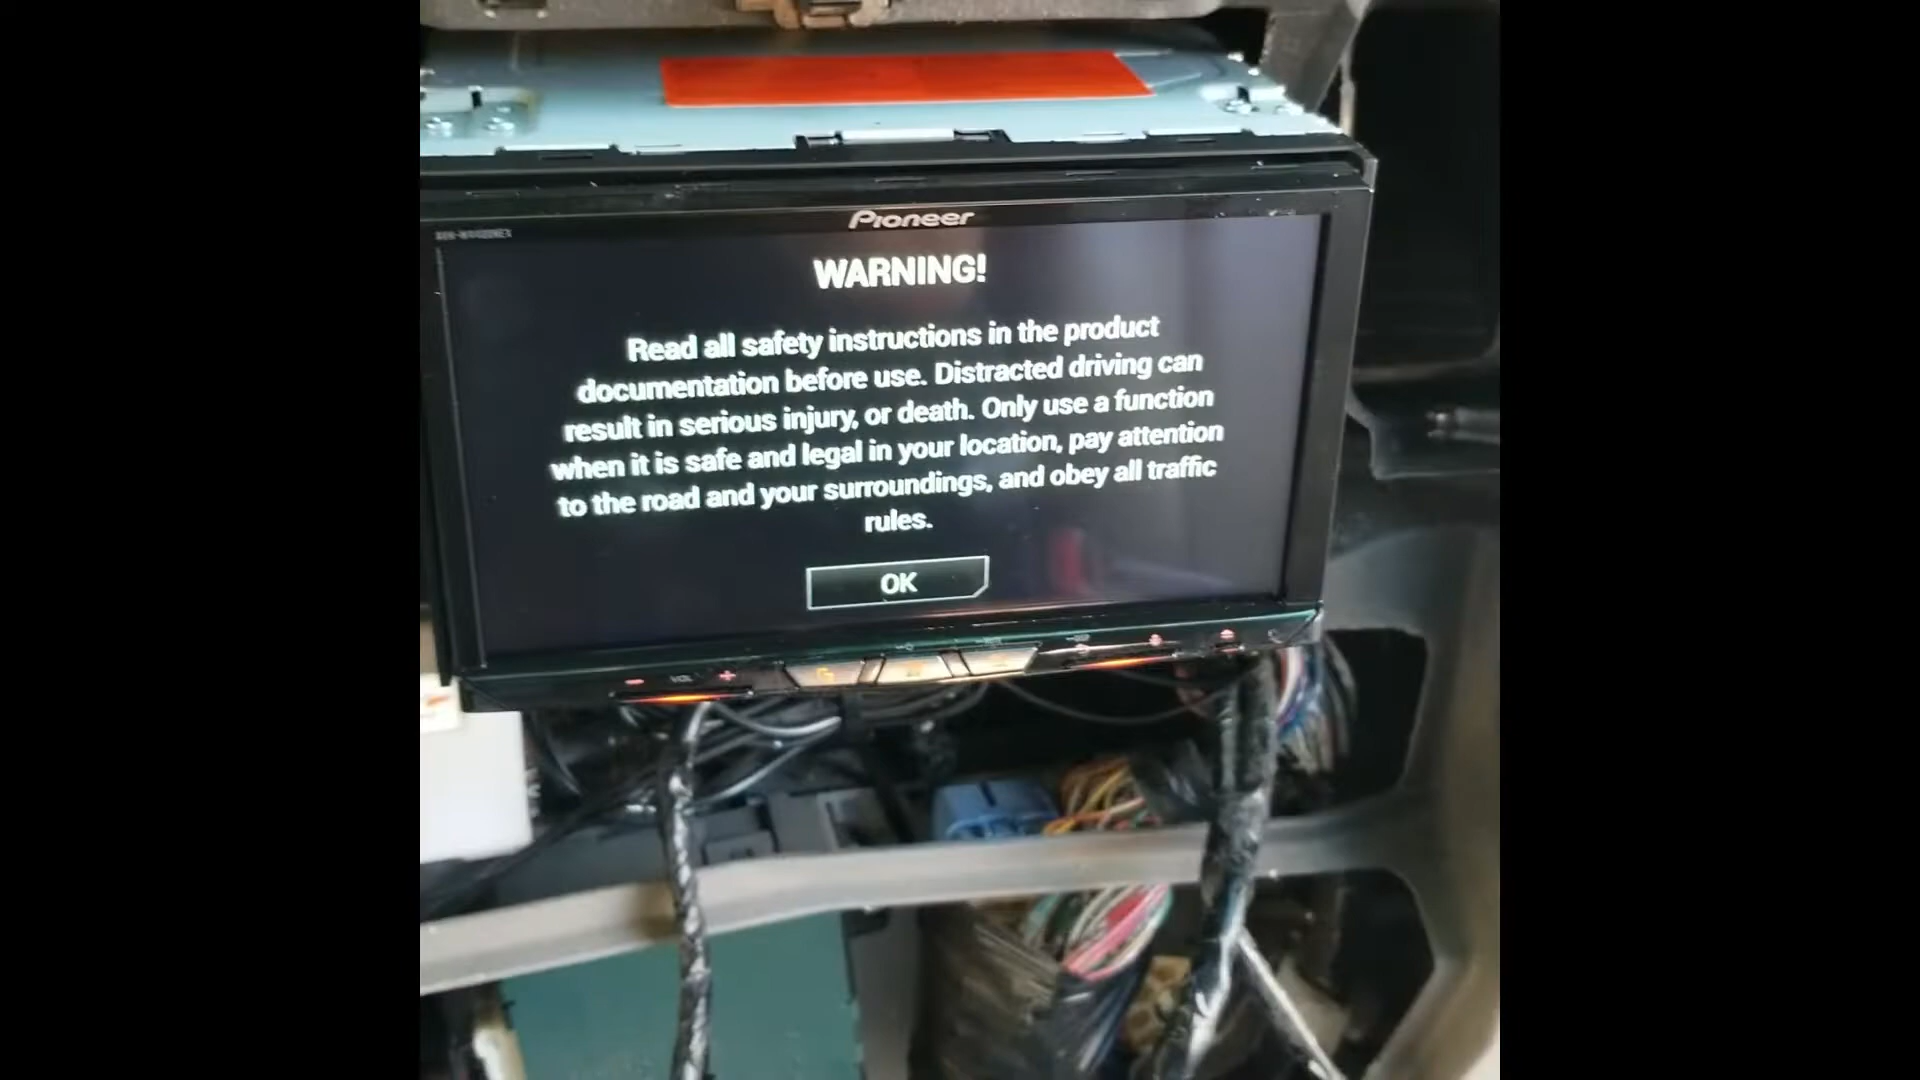 Pioneer
WARNING!
Read all safety instructions in the product
documentation before use. Distracted driving can
result in serious injury, or death. Only use a function
when it is safe and legal in your location, pay attention
to the road and your surroundings, and obey all traffic
rules.
OK
VOL